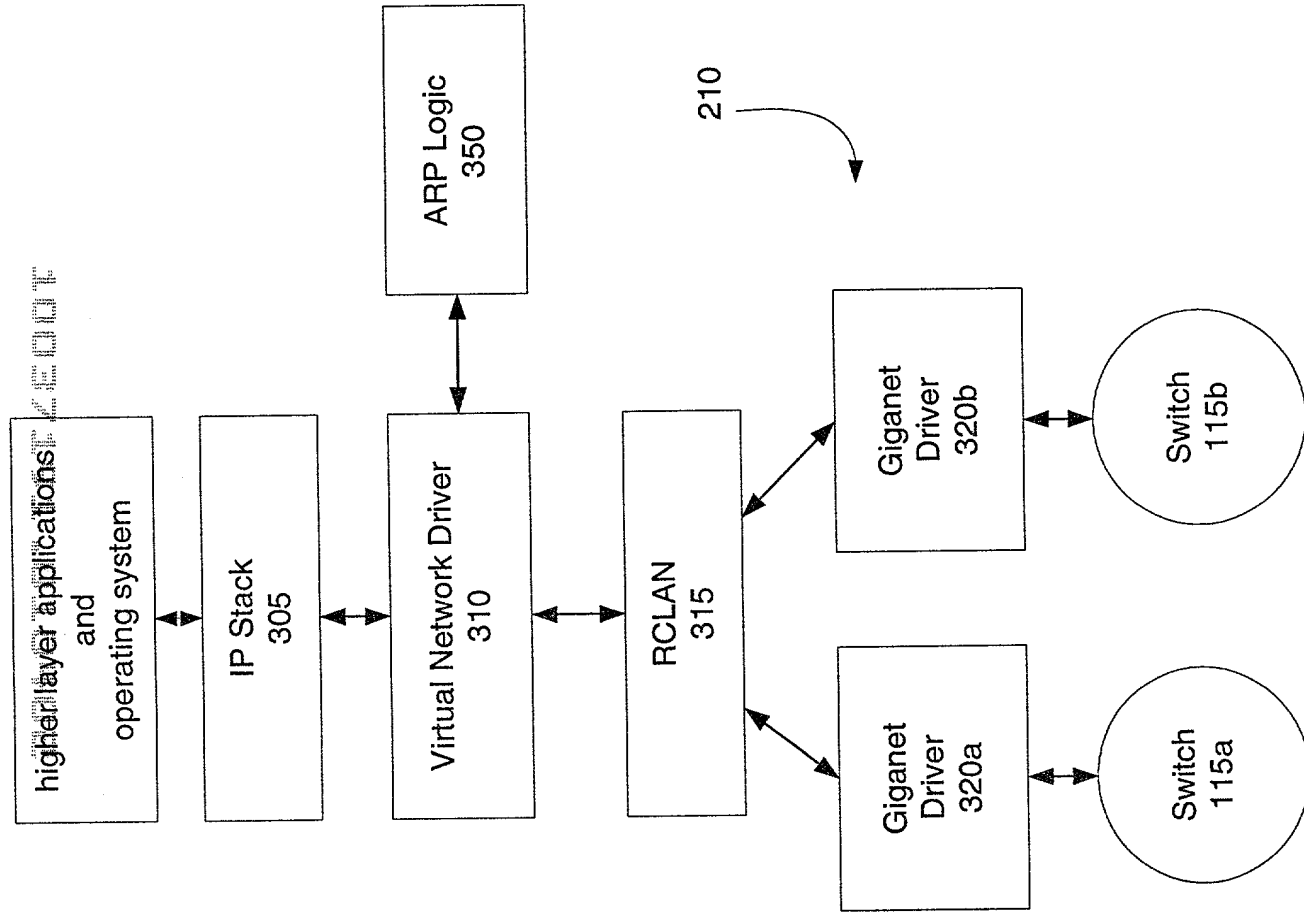 higher layer applications
and
operating system
IP Stack
305
Virtual Network Driver
310
ARP Logic
350
RCLAN
315
210
Giganet
Driver
320a
Giganet
Driver
320b
Switch
115a
Switch
115b